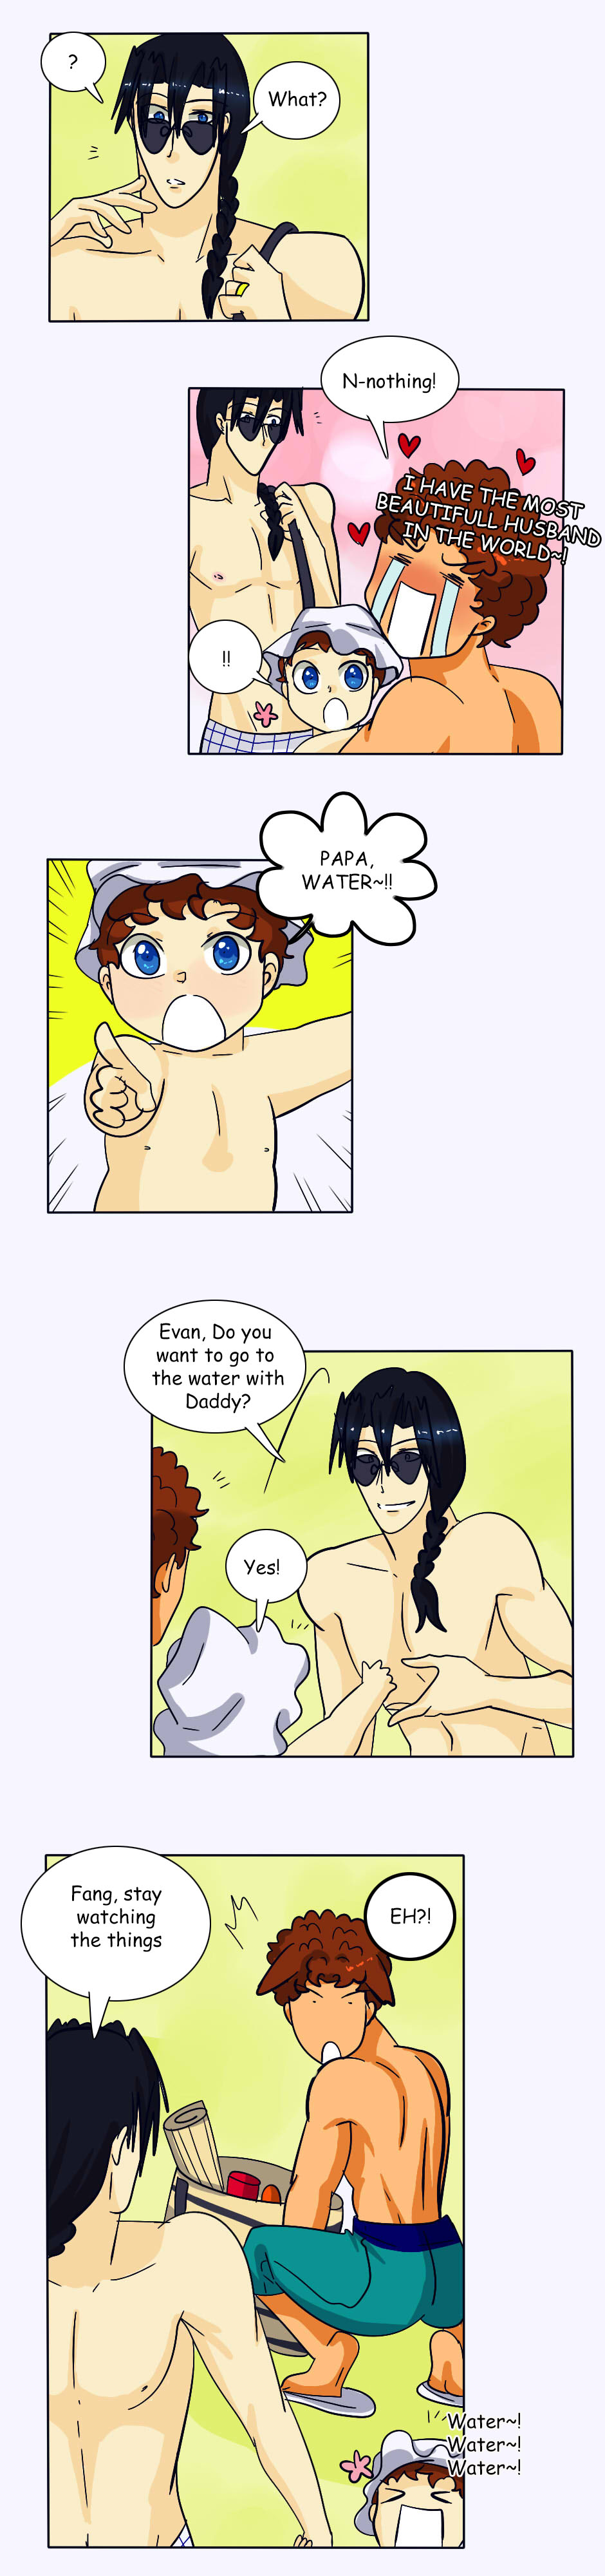 ?
What?
N-nothing!
I HAVE THE MOST
BEAUTIFULL HUSBAND
IN THE WORLD~!
!!
PAPA,
WATER~!!
Evan, Do you
want to go to
the water with
Daddy?
Yes!
Fang, stay
watching
the things
EH?!
Water~!
Water~!
Water~!